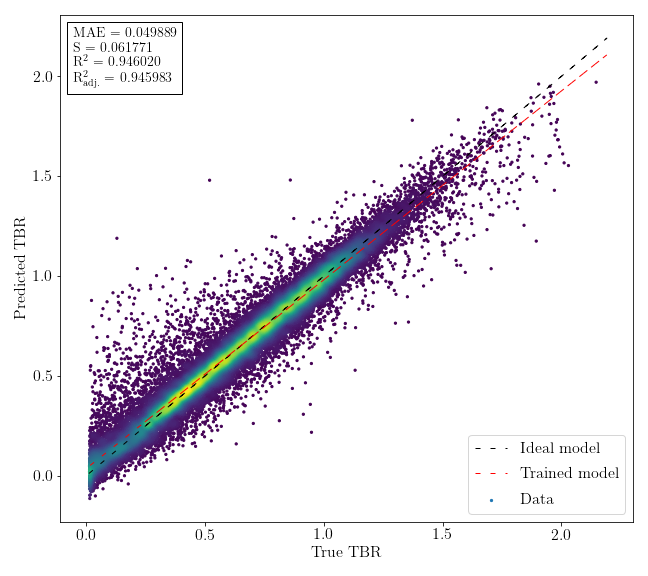 MAE = 0.049889
S = 0.061771
R² = 0.946020
R²adj. = 0.945983
2.0
1.5
1.0
0.5
0.0
Predicted TBR
Ideal model
Trained model
Data
0.0 0.5 1.0 1.5 2.0
True TBR